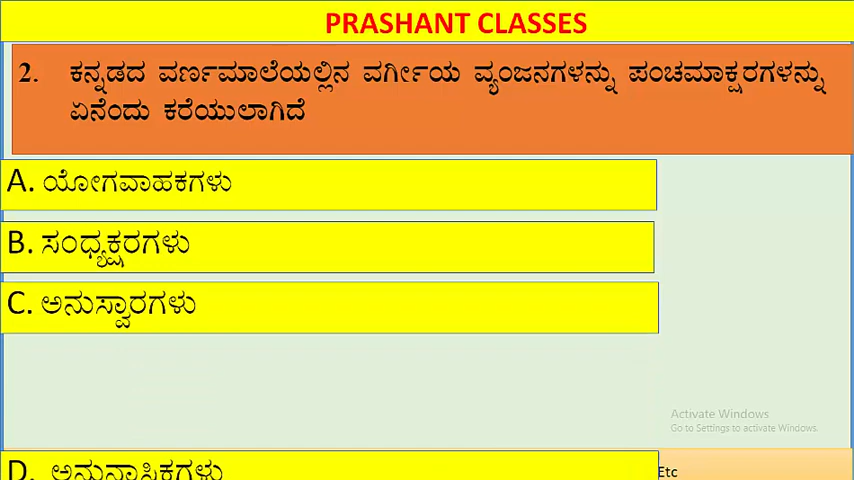 PRASHANT CLASSES
2. ಕನ್ನಡದ ವರ್ಣಮಾಲೆಯಲ್ಲಿನ ವರ್ಗೀಯ ವ್ಯಂಜನಗಳನ್ನು ಪಂಚಮಾಕ್ಷರಗಳನ್ನು
ಏನೆಂದು ಕರೆಯುಲಾಗಿದೆ
A. ಯೋಗವಾಹಕಗಳು
B. ಸಂಧ್ಯಕ್ಷರಗಳು
C. ಅನುಸ್ವಾರಗಳು
Activate Windows
Go to Settings to activate Windows.
D. ಅನುನಾಸಿಕಗಳು
Etc